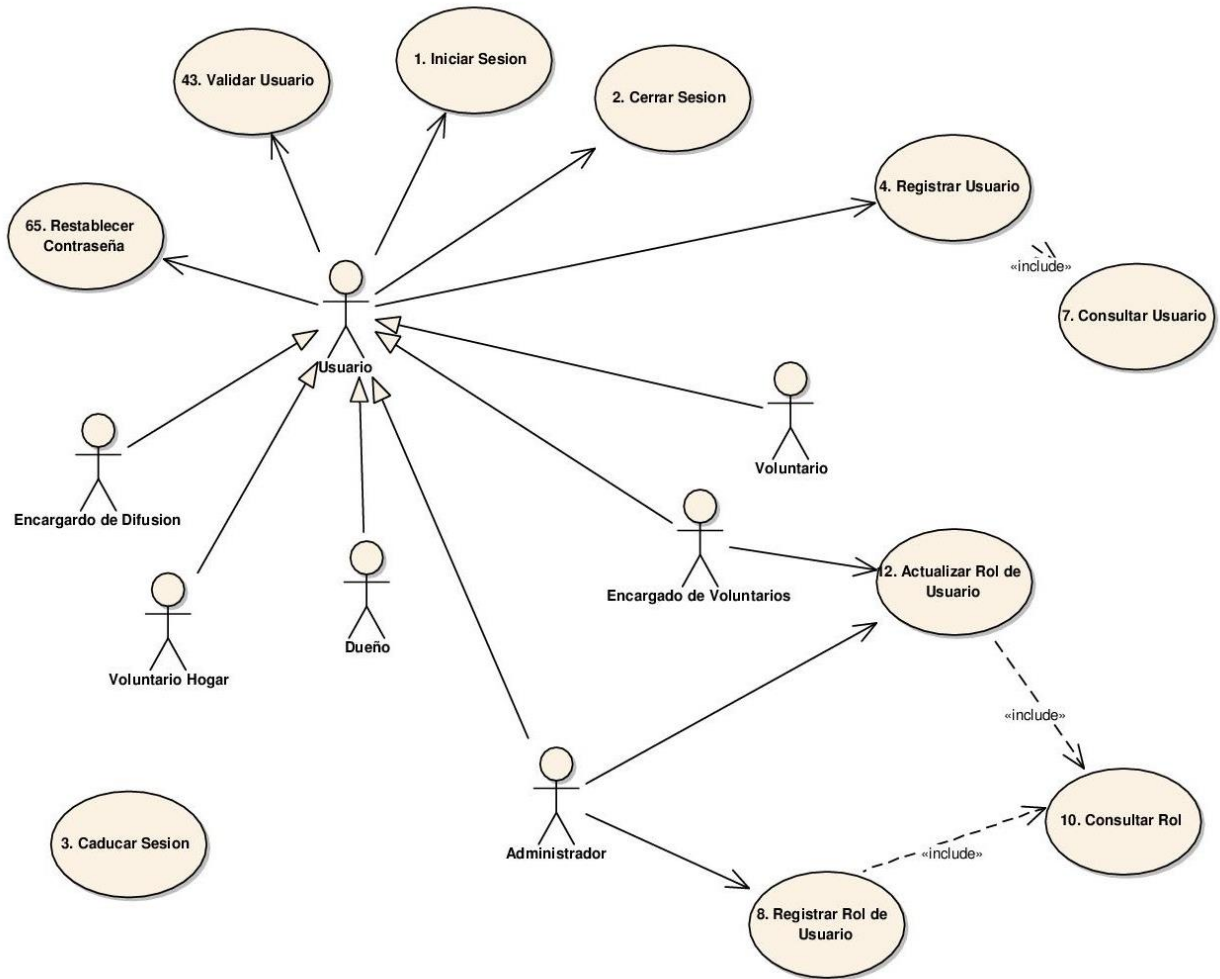 1. Iniciar Sesion
43. Validar Usuario
2. Cerrar Sesion
4. Registrar Usuario
65. Restablecer
Contraseña
«include»
7. Consultar Usuario
Usuario
Voluntario
Encargardo de Difusion
12. Actualizar Rol de
Usuario
Encargado de Voluntarios
Dueño
Voluntario Hogar
«include»
10. Consultar Rol
3. Caducar Sesion
Administrador
«include»
8. Registrar Rol de
Usuario